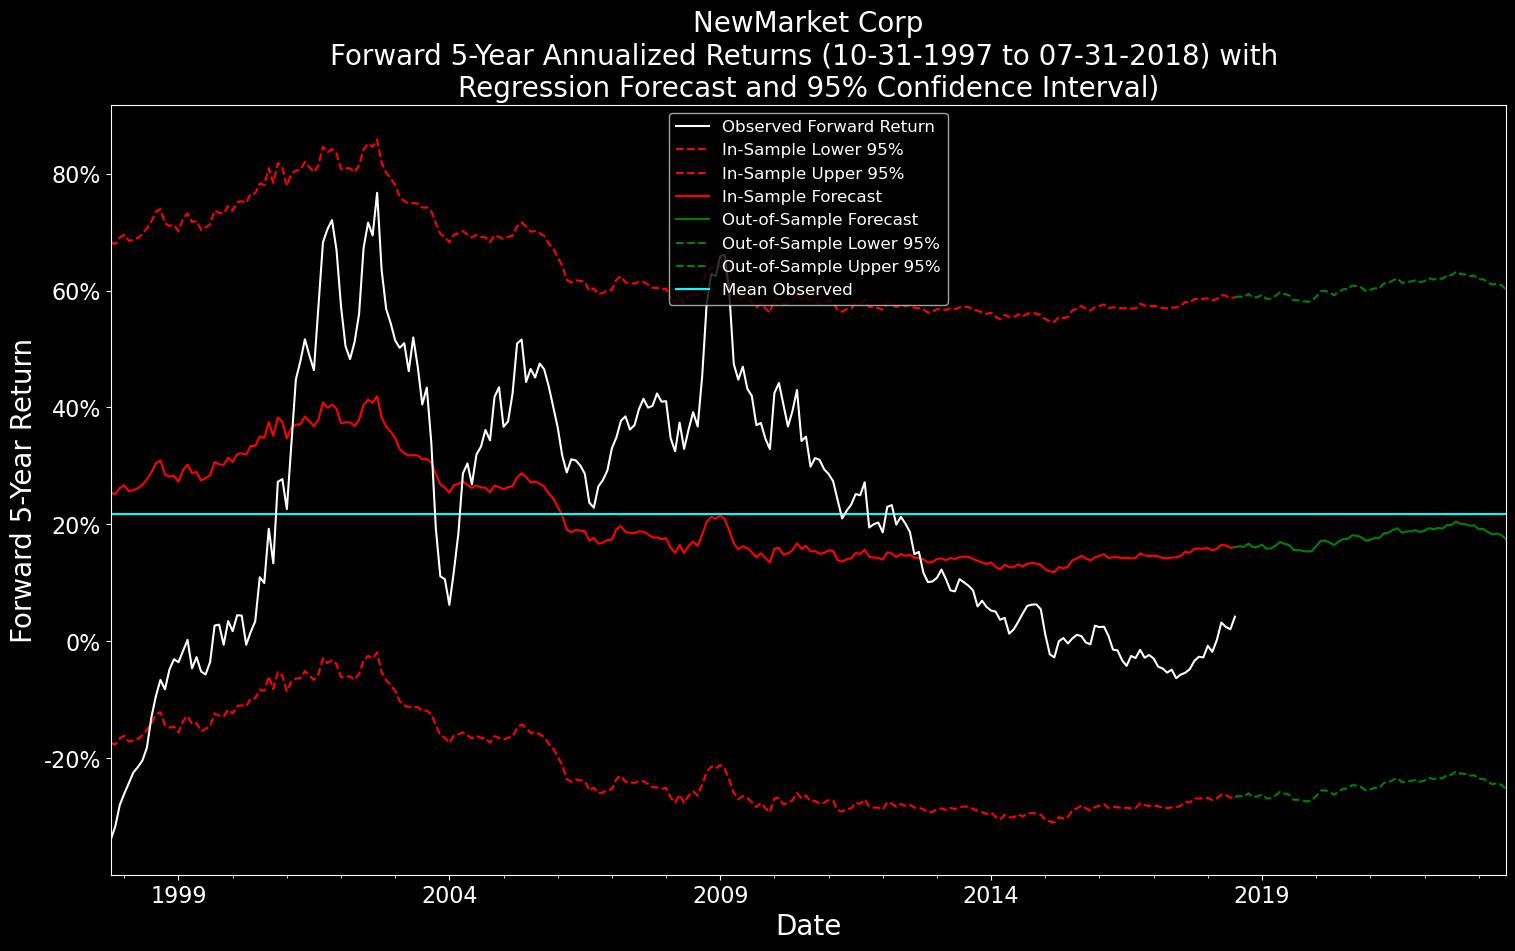 NewMarket Corp
Forward 5-Year Annualized Returns (10-31-1997 to 07-31-2018) with
Regression Forecast and 95% Confidence Interval)
Observed Forward Return
In-Sample Lower 95%
In-Sample Upper 95%
In-Sample Forecast
Out-of-Sample Forecast
Out-of-Sample Lower 95%
Out-of-Sample Upper 95%
Mean Observed
80%
60%
40%
20%
0%
-20%
Forward 5-Year Return
1999
2004
2009
2014
2019
Date